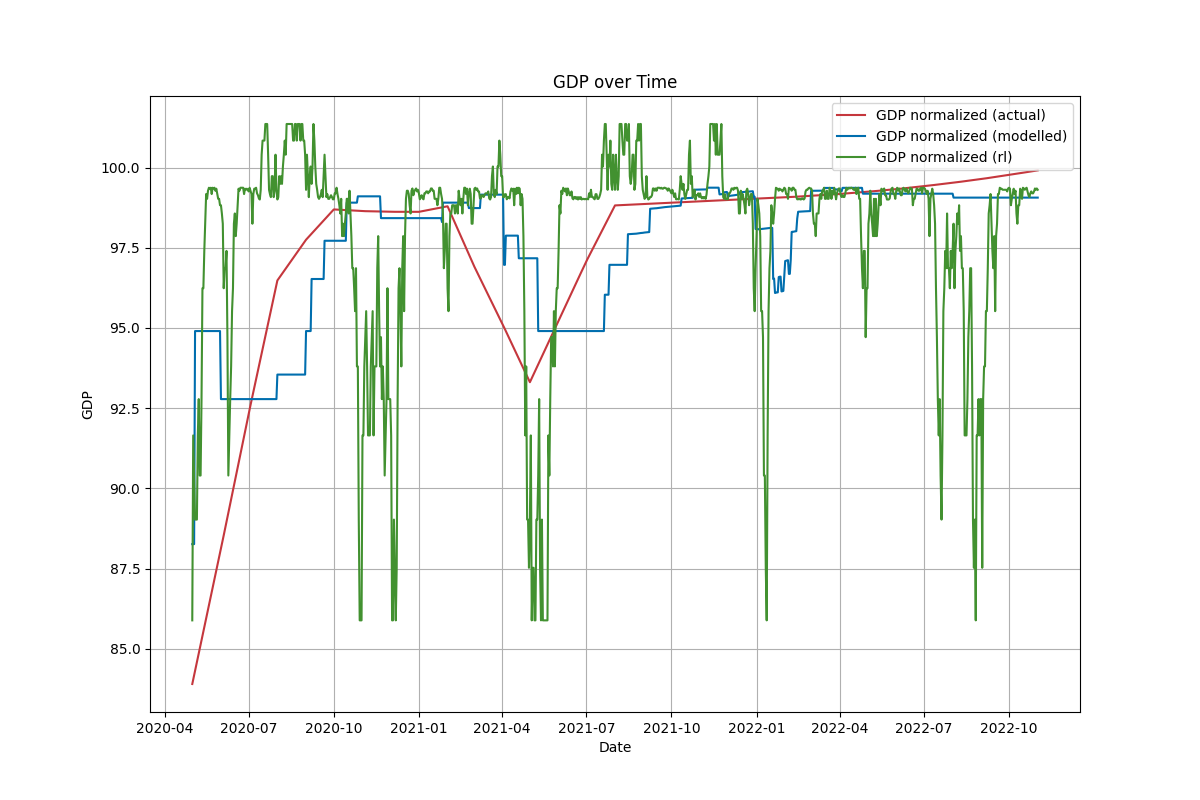 GDP over Time
GDP normalized (actual)
GDP normalized (modelled)
GDP normalized (rl)
GDP
100.0
97.5
95.0
92.5
90.0
87.5
85.0
2020-04 2020-07 2020-10 2021-01 2021-04 2021-07 2021-10 2022-01 2022-04 2022-07 2022-10
Date